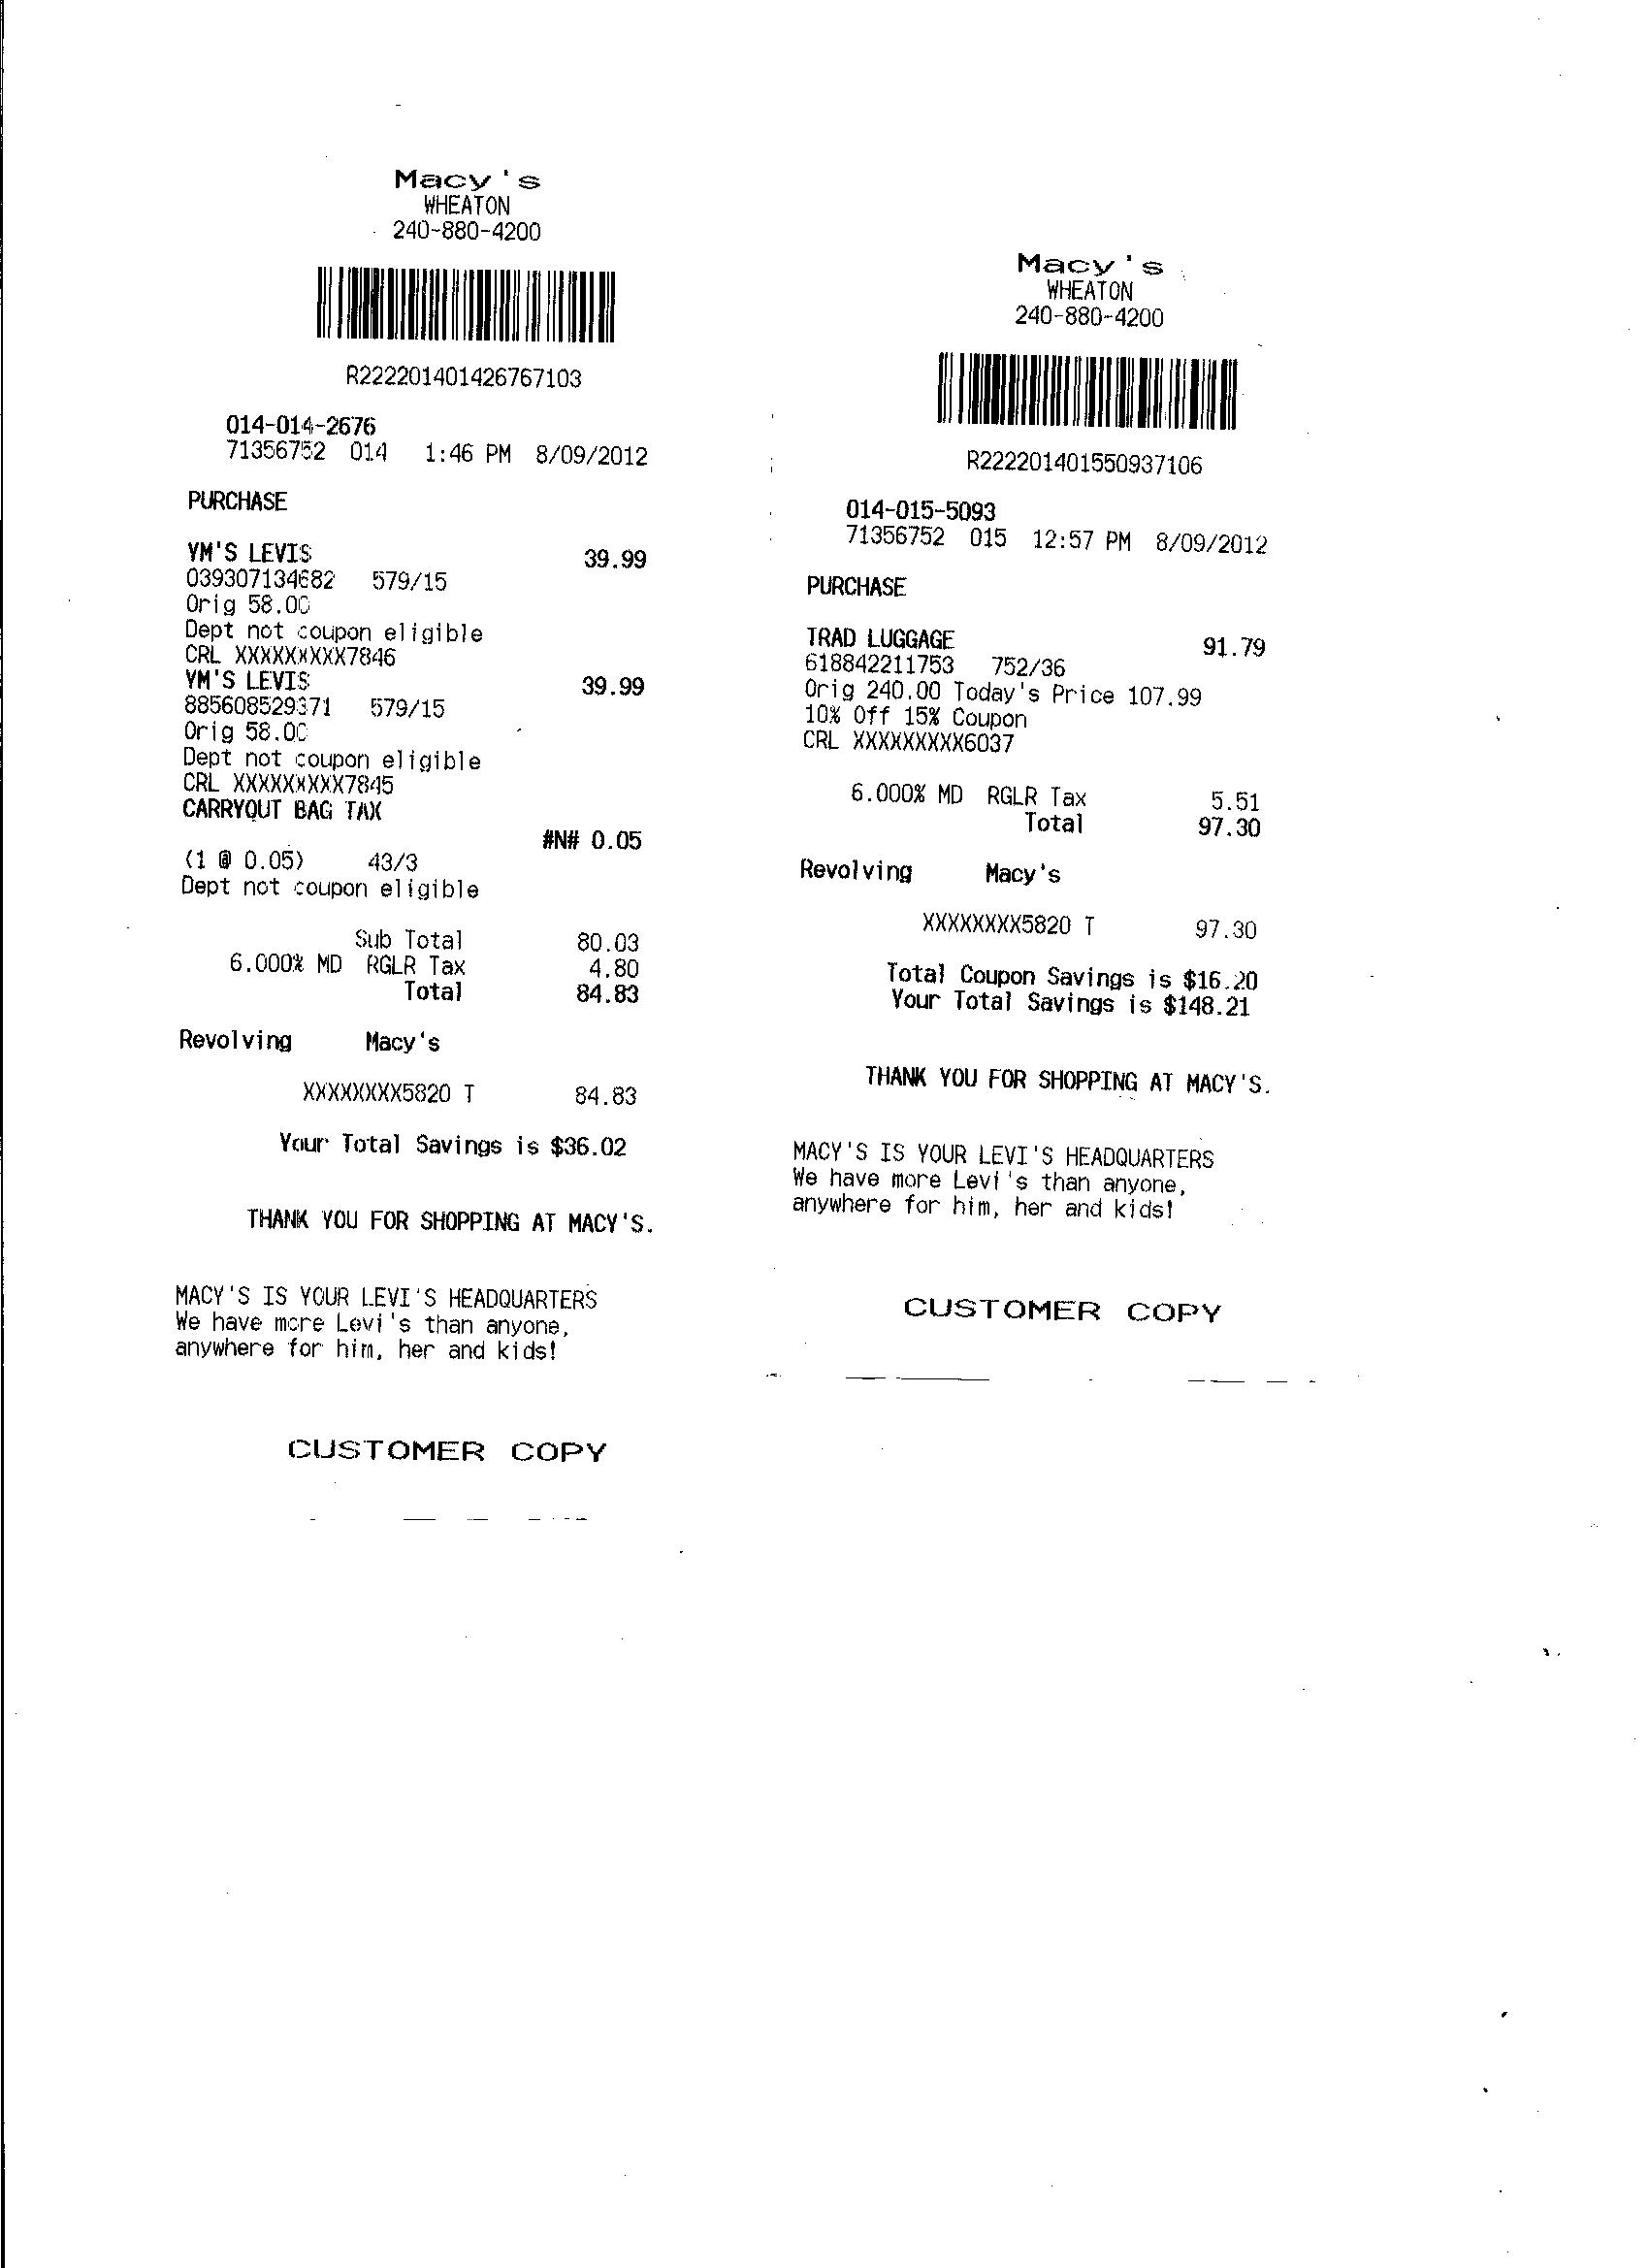 Macy's
WHEATON
240-880-4200
R222201401426767103
014-014-2676
71356752 014 1:46 PM 8/09/2012
PURCHASE
YM'S LEVIS 39.99
039307134682 579/15
Orig 58.00
Dept not coupon eligible
CRL XXXXXXXXX7846
YM'S LEVIS 39.99
885608529371 579/15
Orig 58.00
Dept not coupon eligible
CRL XXXXXXXXX7845
CARRYOUT BAG TAX
#N# 0.05
(1 @ 0.05) 43/3
Dept not coupon eligible
Sub Total 80.03
6.000% MD RGLR Tax 4.80
Total 84.83
Revolving Macy's
XXXXXXXX5820 T 84.83
Your Total Savings is $36.02
THANK YOU FOR SHOPPING AT MACY'S.
MACY'S IS YOUR LEVI'S HEADQUARTERS
We have more Levi's than anyone,
anywhere for him, her and kids!
CUSTOMER COPY
Macy's
WHEATON
240-880-4200
R222201401550937106
014-015-5093
71356752 015 12:57 PM 8/09/2012
PURCHASE
TRAD LUGGAGE 91.79
618842211753 752/36
Orig 240.00 Today's Price 107.99
10% Off 15% Coupon
CRL XXXXXXXXX6037
6.000% MD RGLR Tax 5.51
Total 97.30
Revolving Macy's
XXXXXXXX5820 T 97.30
Total Coupon Savings is $16.20
Your Total Savings is $148.21
THANK YOU FOR SHOPPING AT MACY'S.
MACY'S IS YOUR LEVI'S HEADQUARTERS
We have more Levi's than anyone,
anywhere for him, her and kids!
CUSTOMER COPY